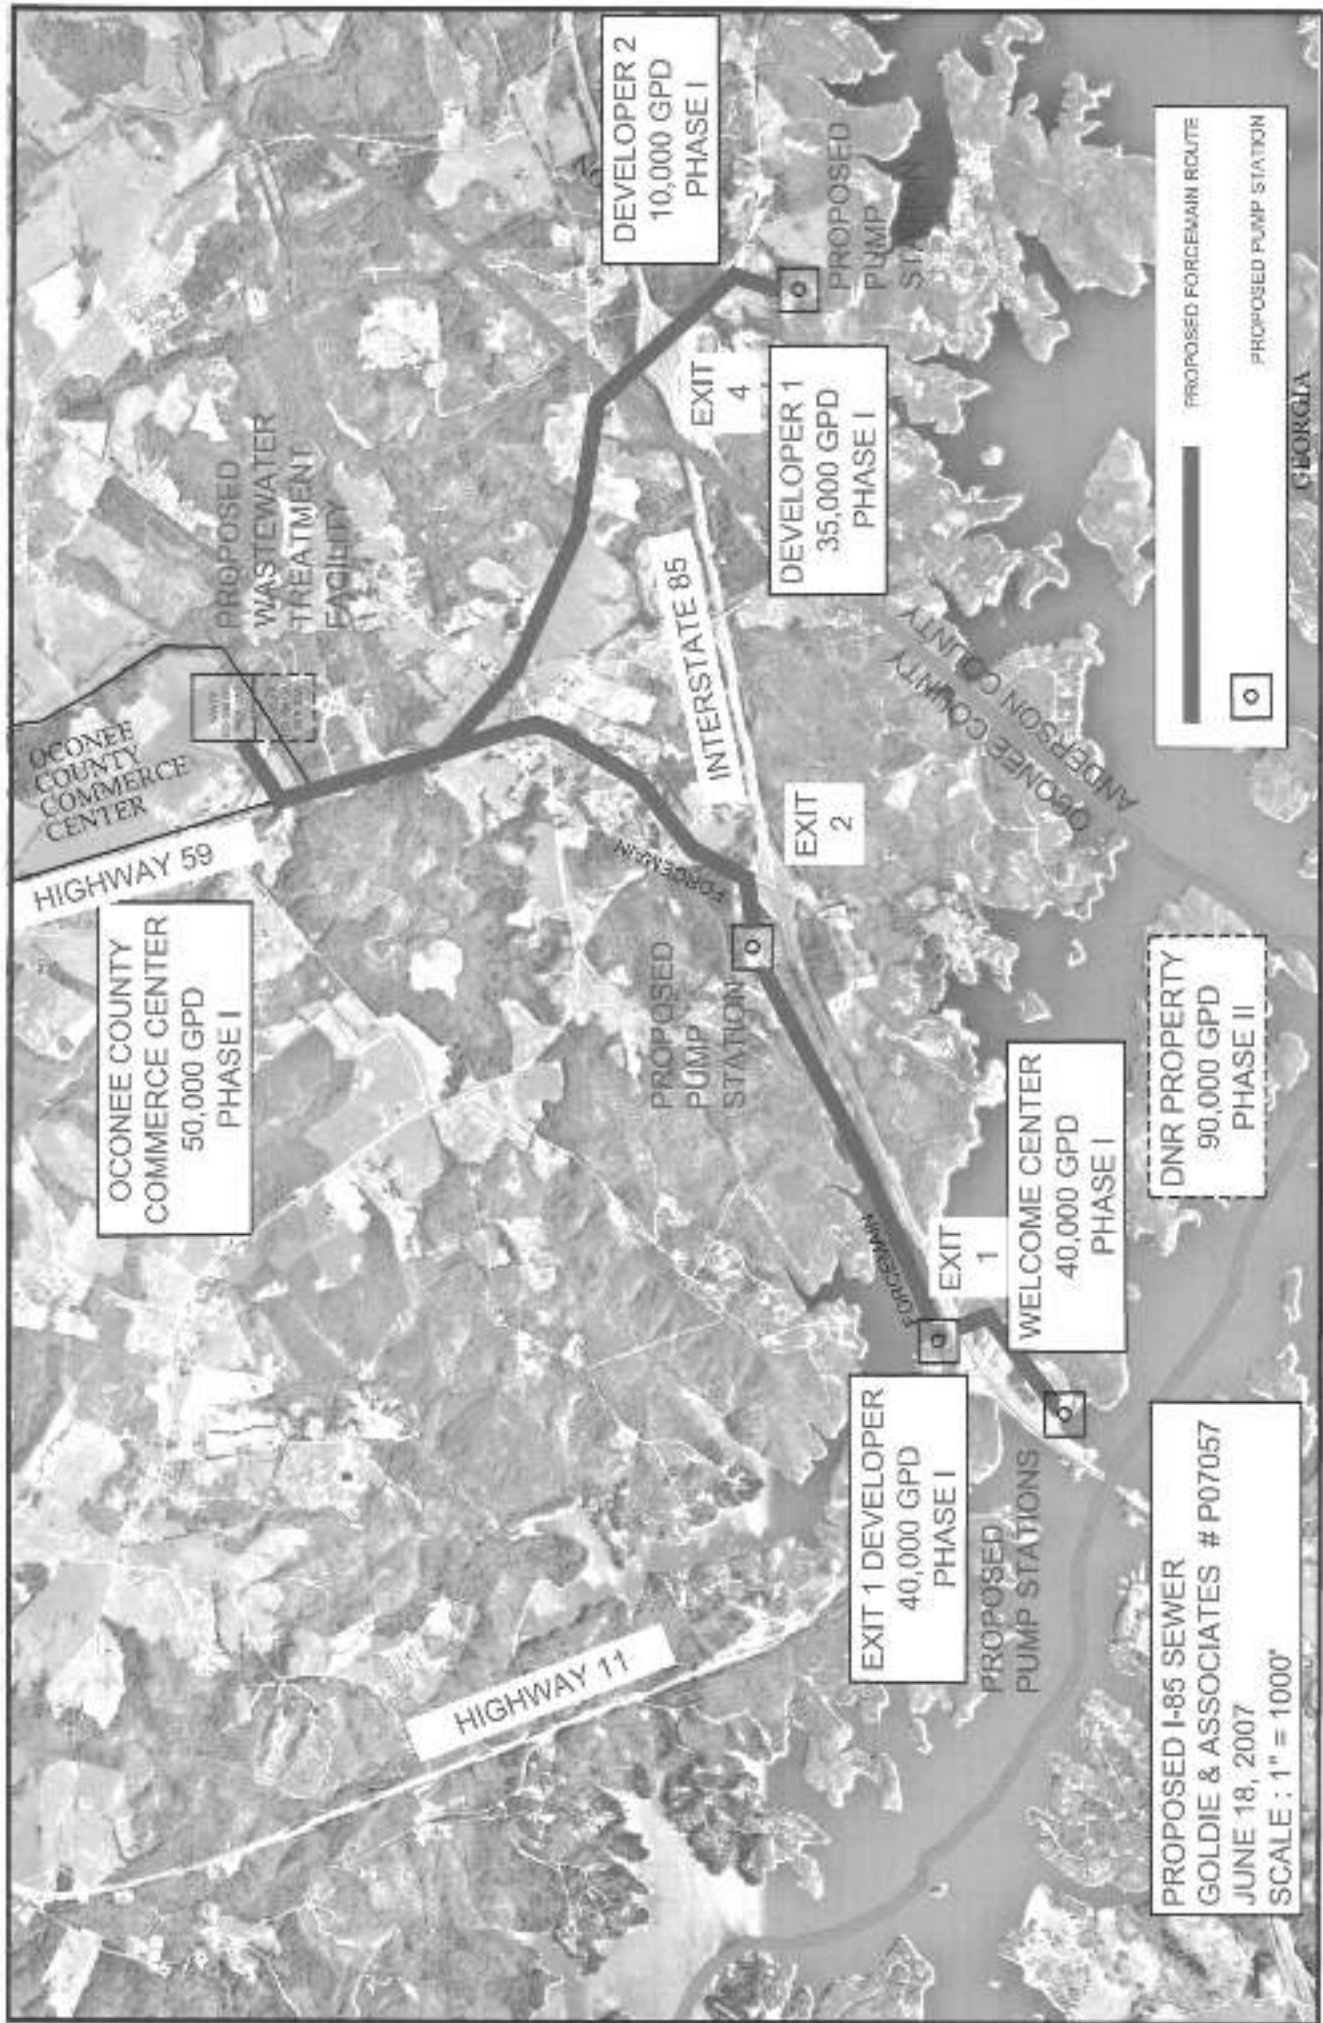 OCONEE
COUNTY
COMMERCE
CENTER
HIGHWAY 59
OCONEE COUNTY
COMMERCE CENTER
50,000 GPD
PHASE I
PROPOSED
WASTEWATER
TREATMENT
FACILITY
DEVELOPER 2
10,000 GPD
PHASE I
PROPOSED
PUMP
STATION
EXIT
4
DEVELOPER 1
35,000 GPD
PHASE I
INTERSTATE 85
EXIT
2
FORCEMAIN
PROPOSED
PUMP
STATION
OCONEE COUNTY
ANDERSON COUNTY
FORCEMAIN
EXIT
1
WELCOME CENTER
40,000 GPD
PHASE I
DNR PROPERTY
90,000 GPD
PHASE II
EXIT 1 DEVELOPER
40,000 GPD
PHASE I
PROPOSED
PUMP STATIONS
HIGHWAY 11
PROPOSED I-85 SEWER
GOLDIE & ASSOCIATES # P07057
JUNE 18, 2007
SCALE : 1" = 1000'
PROPOSED FORCEMAIN ROUTE
PROPOSED PUMP STATION
GEORGIA